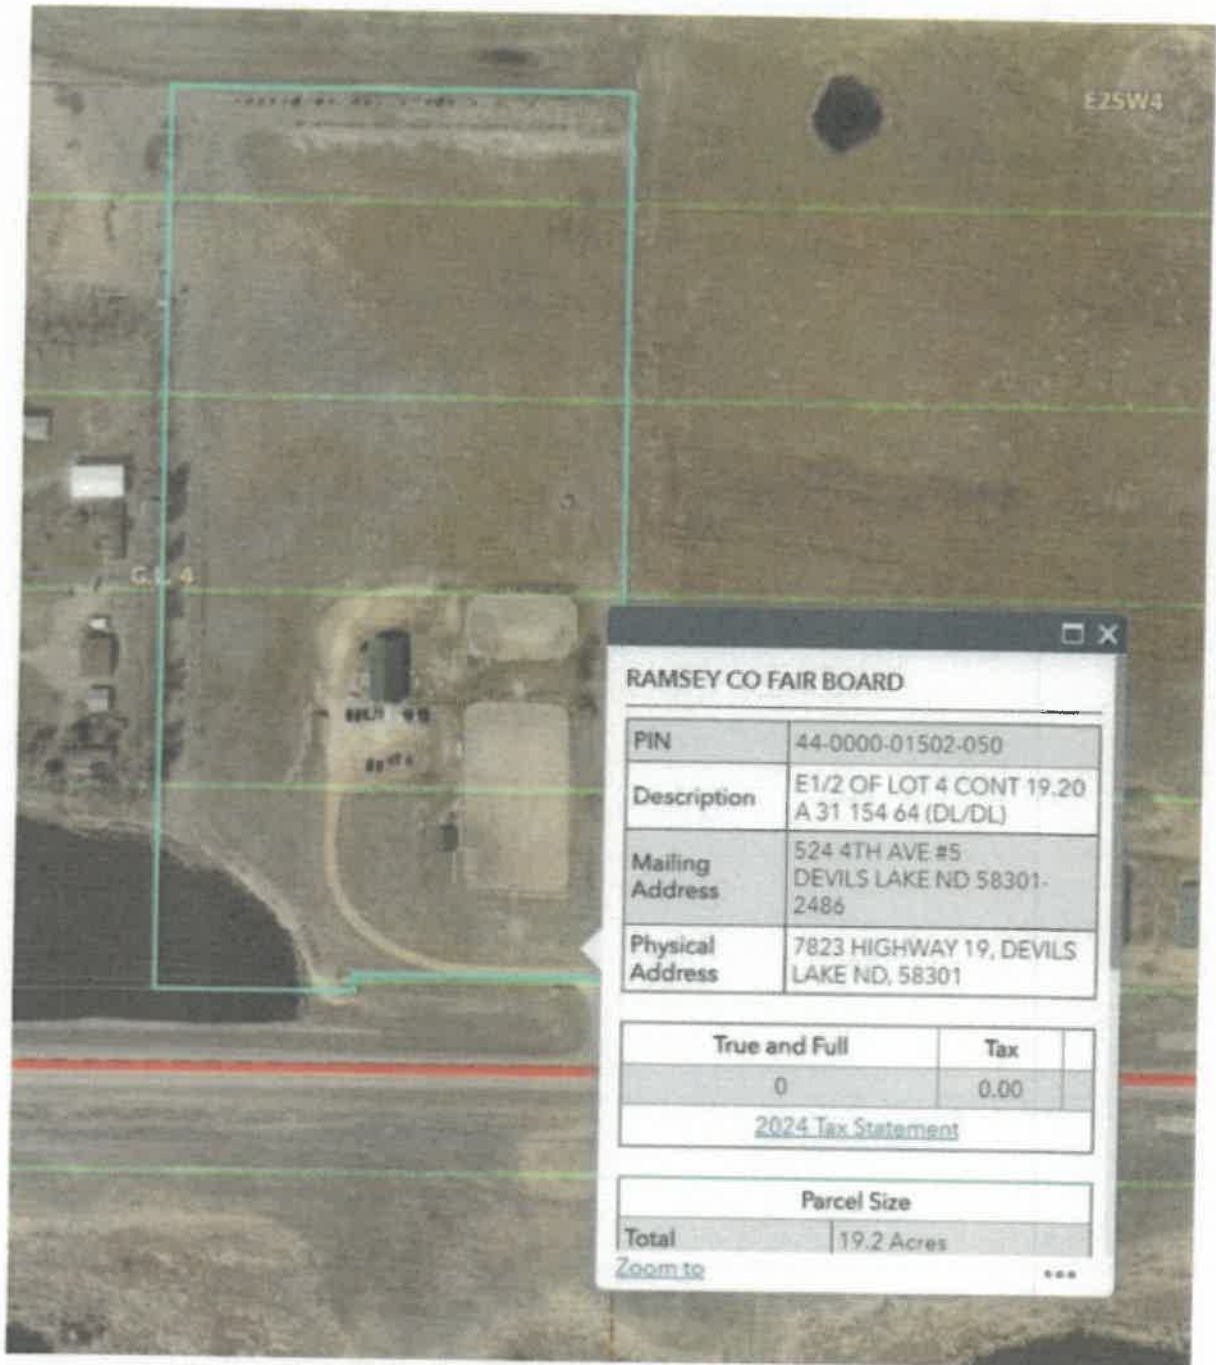 E2SW4
G.L. 4
RAMSEY CO FAIR BOARD
PIN 44-0000-01502-050
Description E1/2 OF LOT 4 CONT 19.20
A 31 154 64 (DL/DL)
Mailing Address 524 4TH AVE #5
DEVILS LAKE ND 58301-
2486
Physical Address 7823 HIGHWAY 19, DEVILS
LAKE ND, 58301
True and Full Tax
0 0.00
2024 Tax Statement
Parcel Size
Total 19.2 Acres
Zoom to